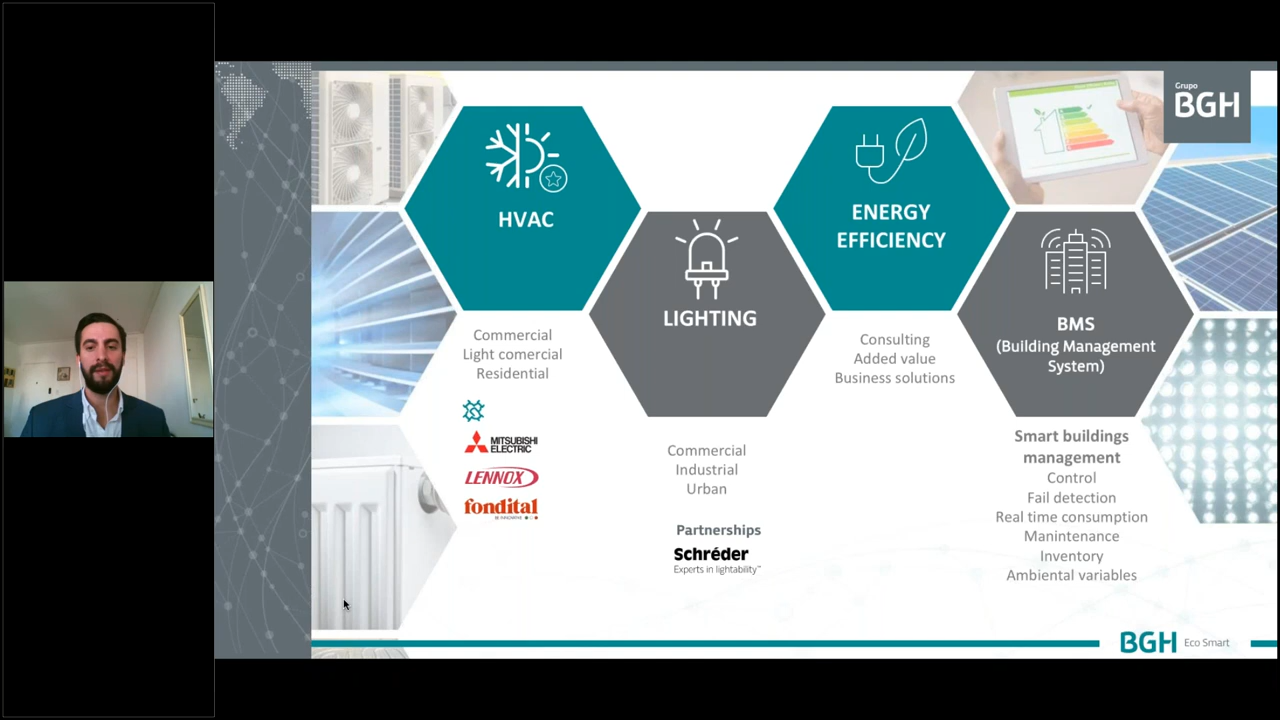 Grupo
BGH
HVAC
Commercial
Light comercial
Residential
MITSUBISHI
ELECTRIC
LENNOX
fondital
LIGHTING
Commercial
Industrial
Urban
Partnerships
Schréder
Experts in lightability™
ENERGY
EFFICIENCY
Consulting
Added value
Business solutions
BMS
(Building Management
System)
Smart buildings
management
Control
Fail detection
Real time consumption
Manintenance
Inventory
Ambiental variables
BGH Eco Smart